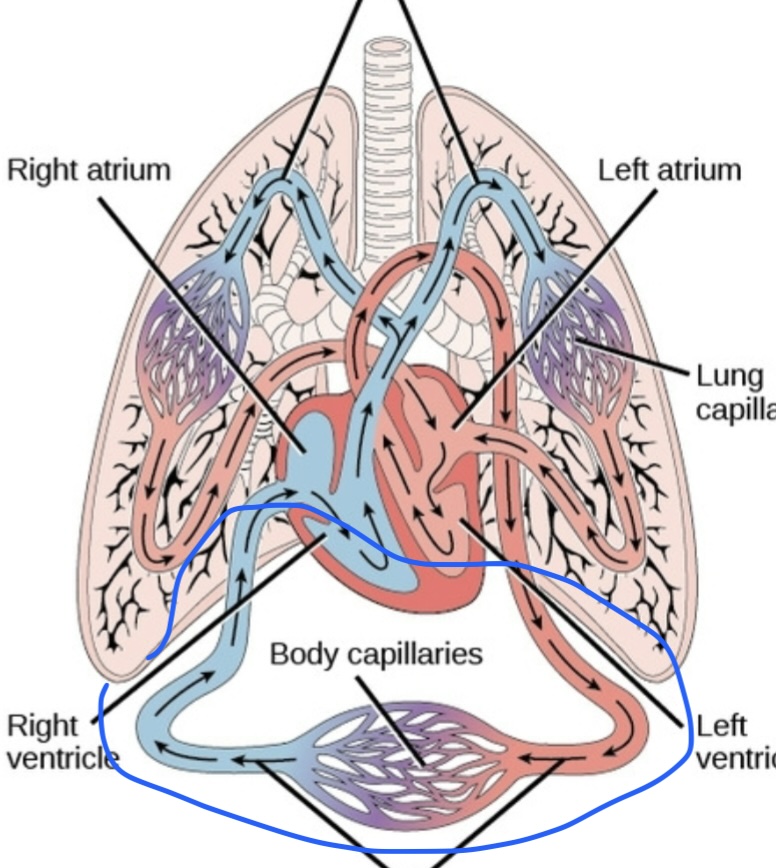 Right atrium
Left atrium
Lung
Body capillaries
Right
ventricle
Left